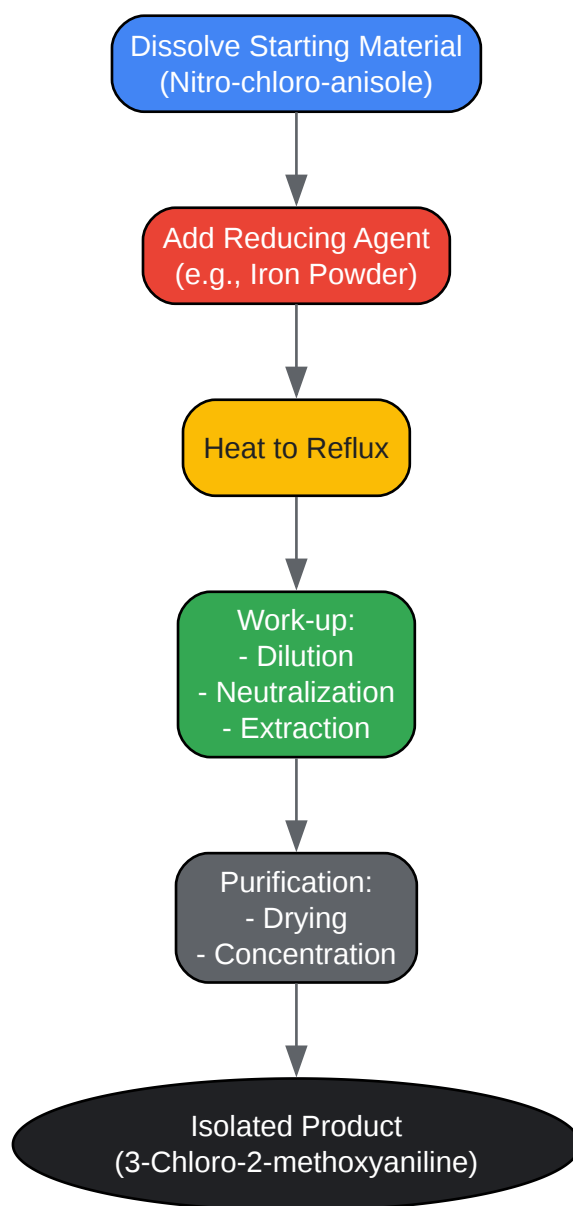 Dissolve Starting Material
(Nitro-chloro-anisole)
Add Reducing Agent
(e.g., Iron Powder)
Heat to Reflux
Work-up:
- Dilution
- Neutralization
- Extraction
Purification:
- Drying
- Concentration
Isolated Product
(3-Chloro-2-methoxyaniline)